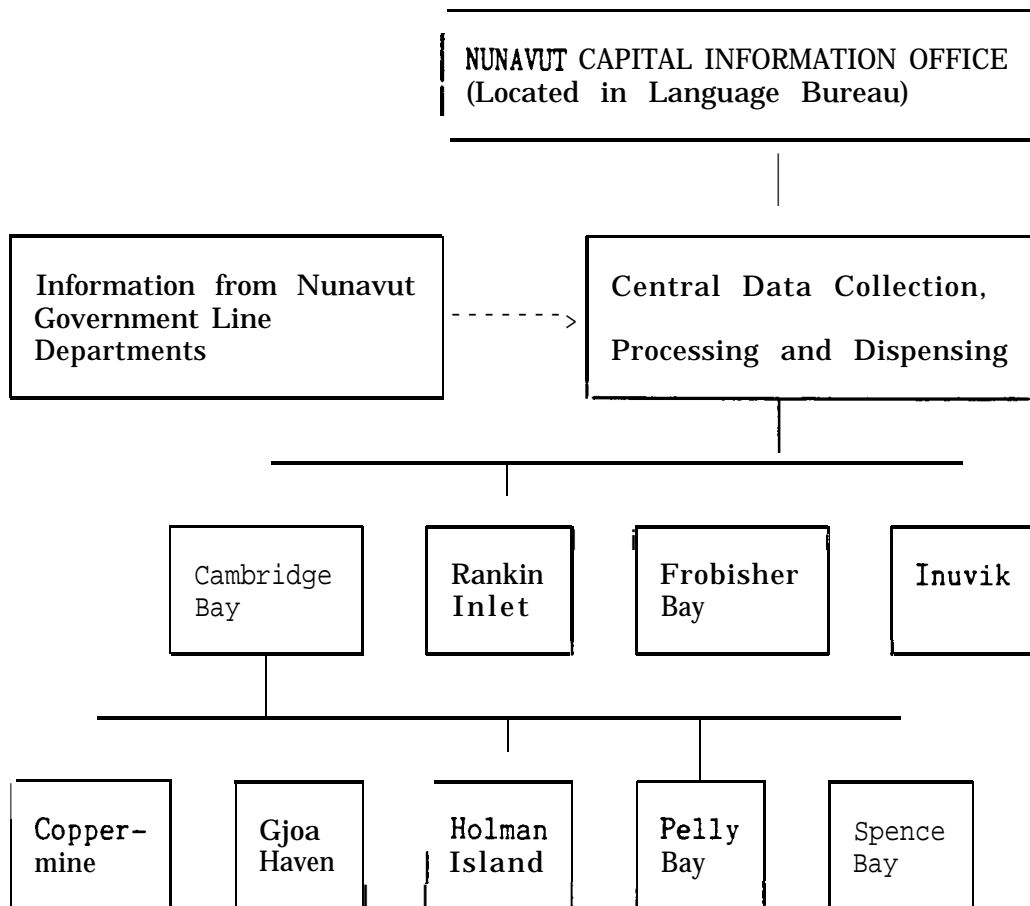 NUNAVUT CAPITAL INFORMATION OFFICE
(Located in Language Bureau)
Information from Nunavut
Government Line
Departments
Central Data Collection,
Processing and Dispensing
Cambridge
Bay
Rankin
Inlet
Frobisher
Bay
Inuvik
Copper-
mine
Gjoa
Haven
Holman
Island
Pelly
Bay
Spence
Bay